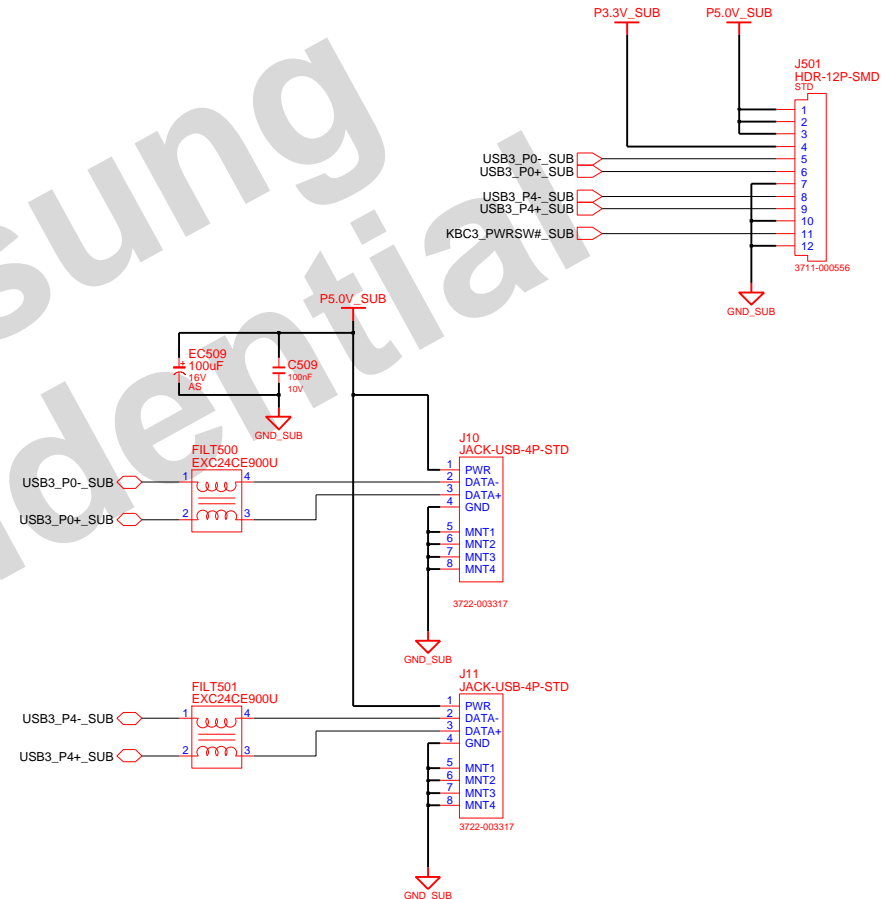 P3.3V_SUB
P5.0V_SUB
J501
HDR-12P-SMD
STD
1
2
3
4
USB3_P0-_SUB 5
USB3_P0+_SUB 6
7
USB3_P4-_SUB 8
USB3_P4+_SUB 9
10
KBC3_PWRSW#_SUB 11
12
3711-000556
GND_SUB
sung
dential
P5.0V_SUB
EC509
100uF
16V
AS
C509
100nF
10V
GND_SUB
FILT500
EXC24CE900U
USB3_P0-_SUB 1 4
USB3_P0+_SUB 2 3
J10
JACK-USB-4P-STD
1 PWR
2 DATA-
3 DATA+
4 GND
5 MNT1
6 MNT2
7 MNT3
8 MNT4
3722-003317
GND_SUB
FILT501
EXC24CE900U
USB3_P4-_SUB 1 4
USB3_P4+_SUB 2 3
J11
JACK-USB-4P-STD
1 PWR
2 DATA-
3 DATA+
4 GND
5 MNT1
6 MNT2
7 MNT3
8 MNT4
3722-003317
GND_SUB